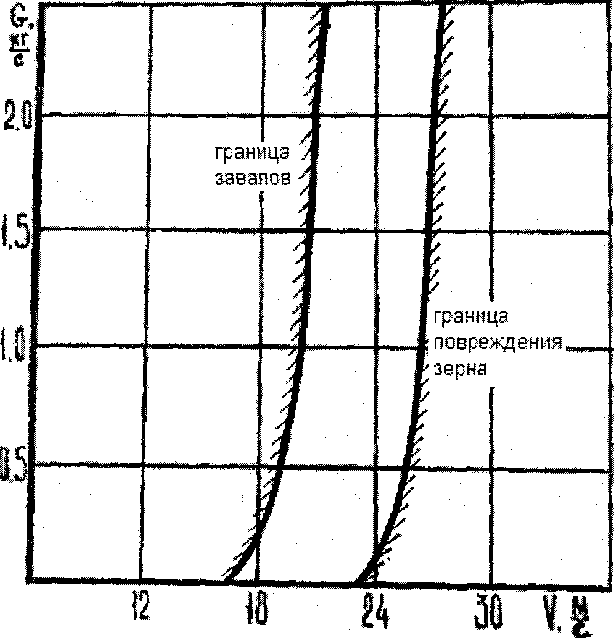 G,
кг
с
2.0
граница
завалов
1.5
граница
1.0
повреждения
зерна
0.5
12 18 24 30 V, м
с